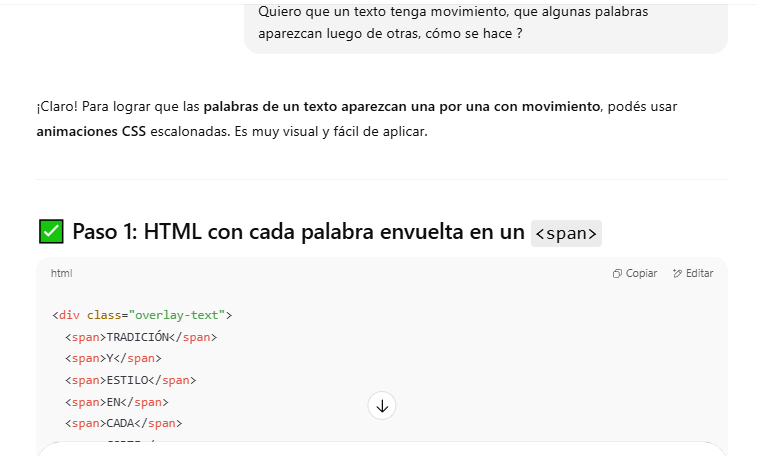 Quiero que un texto tenga movimiento, que algunas palabras
aparezcan luego de otras, cómo se hace ?
¡Claro! Para lograr que las palabras de un texto aparezcan una por una con movimiento, podés usar
animaciones CSS escalonadas. Es muy visual y fácil de aplicar.
✅ Paso 1: HTML con cada palabra envuelta en un <span>
html Copiar Editar
<div class="overlay-text">
<span>TRADICIÓN</span>
<span>Y</span>
<span>ESTILO</span>
<span>EN</span>
<span>CADA</span>